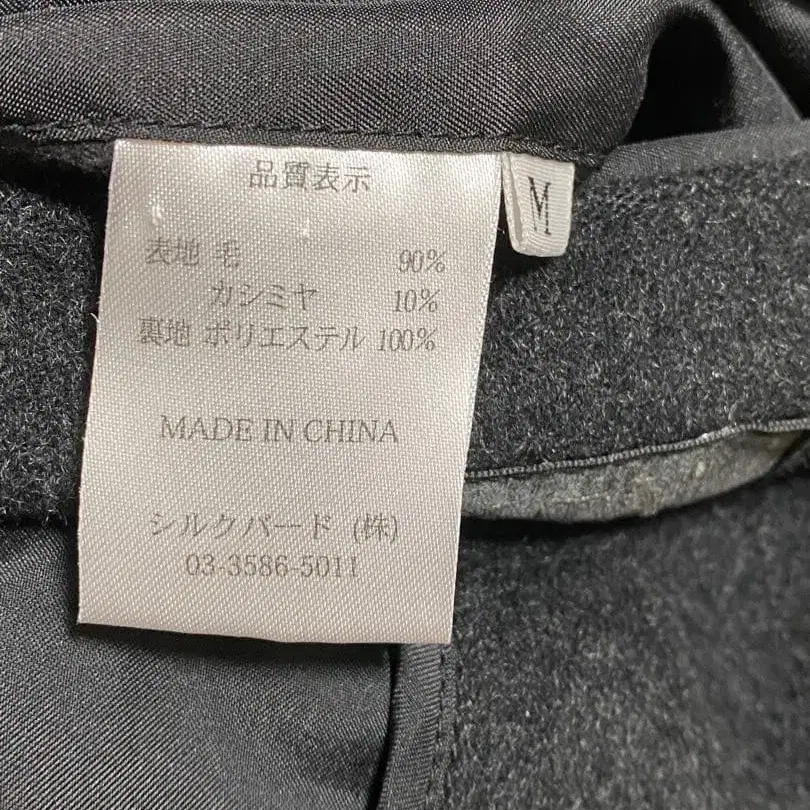 品質表示
表地 毛 90%
カシミヤ 10%
裏地 ポリエステル 100%
MADE IN CHINA
シルクバード (株)
03-3586-5011
M